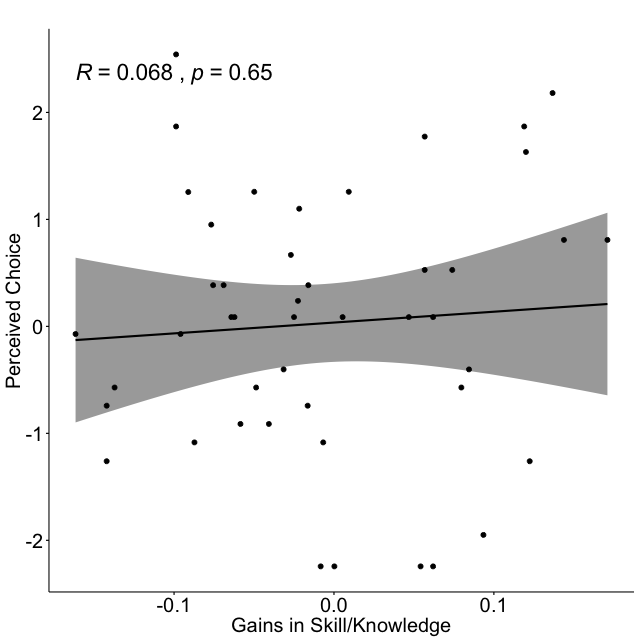 R = 0.068 , p = 0.65
2
1
0
-1
-2
Perceived Choice
-0.1 0.0 0.1
Gains in Skill/Knowledge